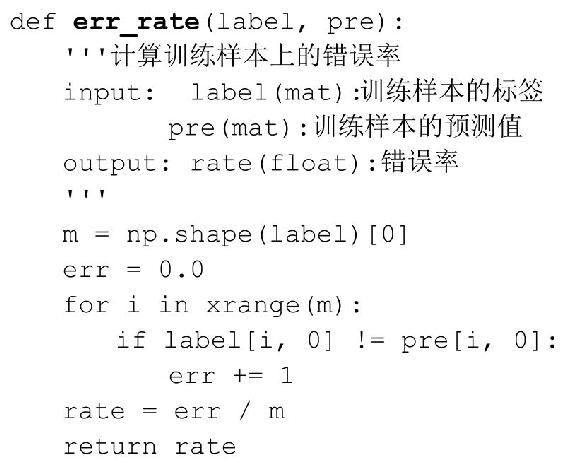 def err_rate(label, pre):
    '''计算训练样本上的错误率
    input:  label(mat):训练样本的标签
            pre(mat):训练样本的预测值
    output: rate(float):错误率
    '''
    m = np.shape(label)[0]
    err = 0.0
    for i in xrange(m):
        if label[i, 0] != pre[i, 0]:
            err += 1
    rate = err / m
    return rate